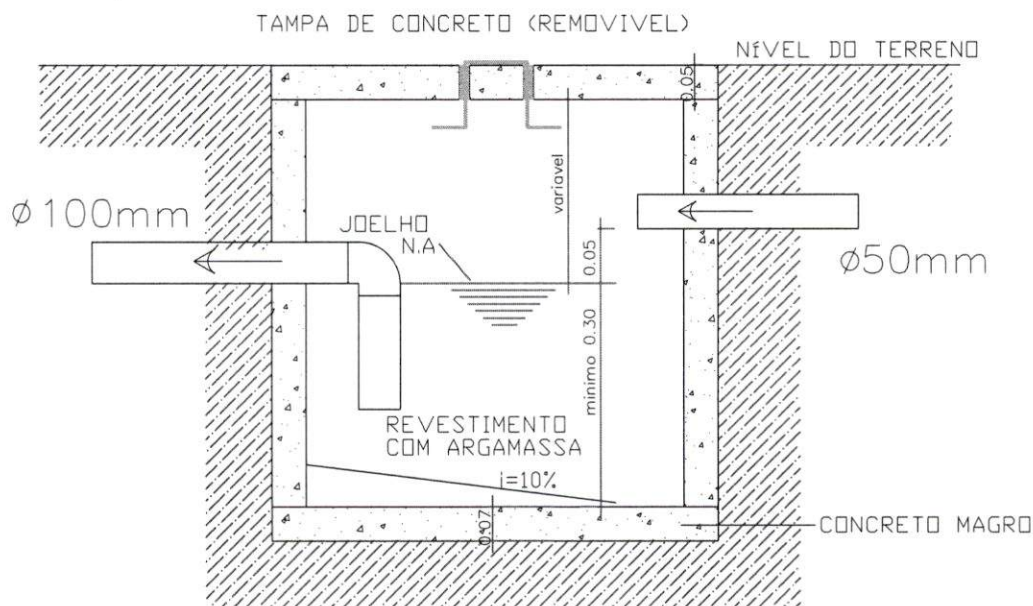 TAMPA DE CONCRETO (REMOVIVEL)
NÍVEL DO TERRENO
0.05
variavel
Ø100mm
JOELHO
N.A
0.05
Ø50mm
minimo 0.30
REVESTIMENTO
COM ARGAMASSA
i=10%
0.07
CONCRETO MAGRO